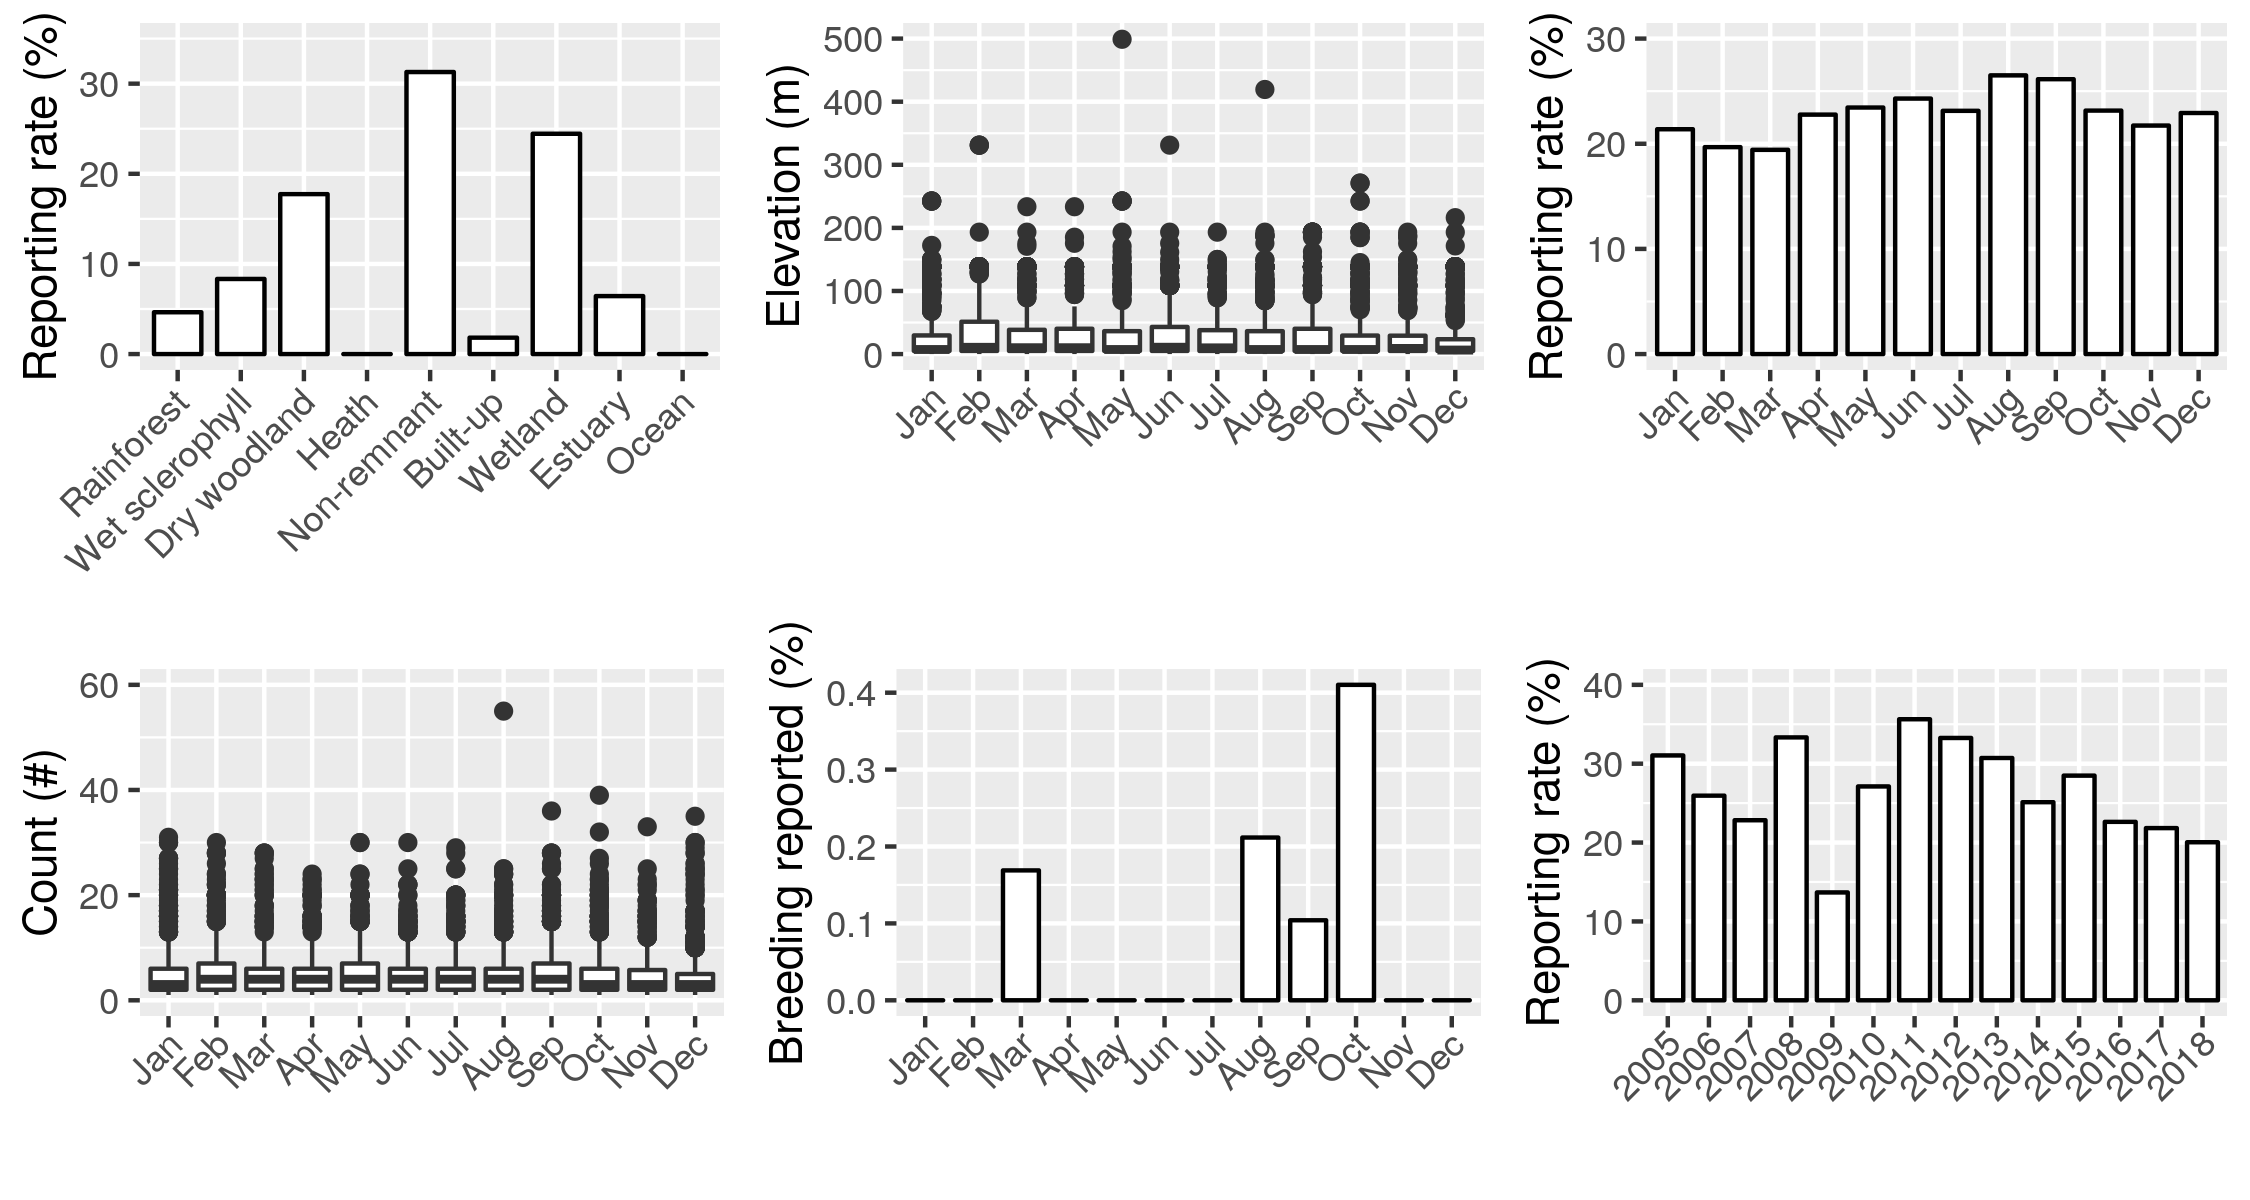 Reporting rate (%)
30
20
10
0
Rainforest
Wet sclerophyll
Dry woodland
Heath
Non-remnant
Built-up
Wetland
Estuary
Ocean
Elevation (m)
500
400
300
200
100
0
Jan
Feb
Mar
Apr
May
Jun
Jul
Aug
Sep
Oct
Nov
Dec
Reporting rate (%)
30
20
10
0
Jan
Feb
Mar
Apr
May
Jun
Jul
Aug
Sep
Oct
Nov
Dec
Count (#)
60
40
20
0
Jan
Feb
Mar
Apr
May
Jun
Jul
Aug
Sep
Oct
Nov
Dec
Breeding reported (%)
0.4
0.3
0.2
0.1
0.0
Jan
Feb
Mar
Apr
May
Jun
Jul
Aug
Sep
Oct
Nov
Dec
Reporting rate (%)
40
30
20
10
0
2005
2006
2007
2008
2009
2010
2011
2012
2013
2014
2015
2016
2017
2018